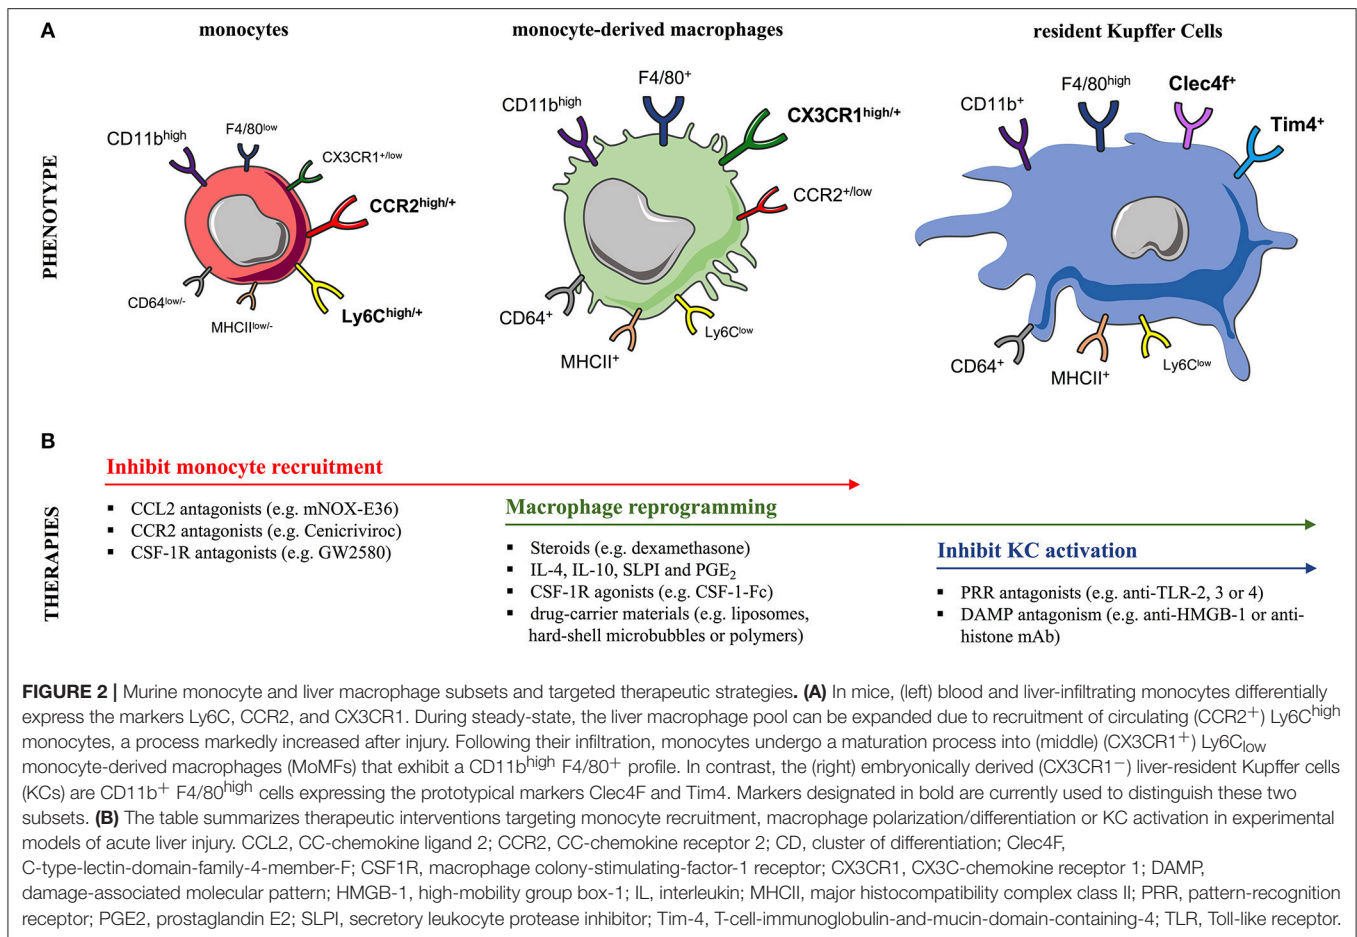 A
monocytes
monocyte-derived macrophages
resident Kupffer Cells
PHENOTYPE
CD11bhigh
F4/80low
CX3CR1+/low
CCR2high/+
Ly6Chigh/+
MHCIIlow/-
CD64low/-
CD11bhigh
F4/80+
CX3CR1high/+
CCR2+/low
Ly6Clow
MHCII+
CD64+
CD11b+
F4/80high
Clec4f+
Tim4+
CD64+
MHCII+
Ly6Clow
B
THERAPIES
Inhibit monocyte recruitment
▪ CCL2 antagonists (e.g. mNOX-E36)
▪ CCR2 antagonists (e.g. Cenicriviroc)
▪ CSF-1R antagonists (e.g. GW2580)
Macrophage reprogramming
▪ Steroids (e.g. dexamethasone)
▪ IL-4, IL-10, SLPI and PGE2
▪ CSF-1R agonists (e.g. CSF-1-Fc)
▪ drug-carrier materials (e.g. liposomes,
hard-shell microbubbles or polymers)
Inhibit KC activation
▪ PRR antagonists (e.g. anti-TLR-2, 3 or 4)
▪ DAMP antagonism (e.g. anti-HMGB-1 or anti-
histone mAb)
FIGURE 2 | Murine monocyte and liver macrophage subsets and targeted therapeutic strategies. (A) In mice, (left) blood and liver-infiltrating monocytes differentially
express the markers Ly6C, CCR2, and CX3CR1. During steady-state, the liver macrophage pool can be expanded due to recruitment of circulating (CCR2+) Ly6Chigh
monocytes, a process markedly increased after injury. Following their infiltration, monocytes undergo a maturation process into (middle) (CX3CR1+) Ly6Clow
monocyte-derived macrophages (MoMFs) that exhibit a CD11bhigh F4/80+ profile. In contrast, the (right) embryonically derived (CX3CR1−) liver-resident Kupffer cells
(KCs) are CD11b+ F4/80high cells expressing the prototypical markers Clec4F and Tim4. Markers designated in bold are currently used to distinguish these two
subsets. (B) The table summarizes therapeutic interventions targeting monocyte recruitment, macrophage polarization/differentiation or KC activation in experimental
models of acute liver injury. CCL2, CC-chemokine ligand 2; CCR2, CC-chemokine receptor 2; CD, cluster of differentiation; Clec4F,
C-type-lectin-domain-family-4-member-F; CSF1R, macrophage colony-stimulating-factor-1 receptor; CX3CR1, CX3C-chemokine receptor 1; DAMP,
damage-associated molecular pattern; HMGB-1, high-mobility group box-1; IL, interleukin; MHCII, major histocompatibility complex class II; PRR, pattern-recognition
receptor; PGE2, prostaglandin E2; SLPI, secretory leukocyte protease inhibitor; Tim-4, T-cell-immunoglobulin-and-mucin-domain-containing-4; TLR, Toll-like receptor.